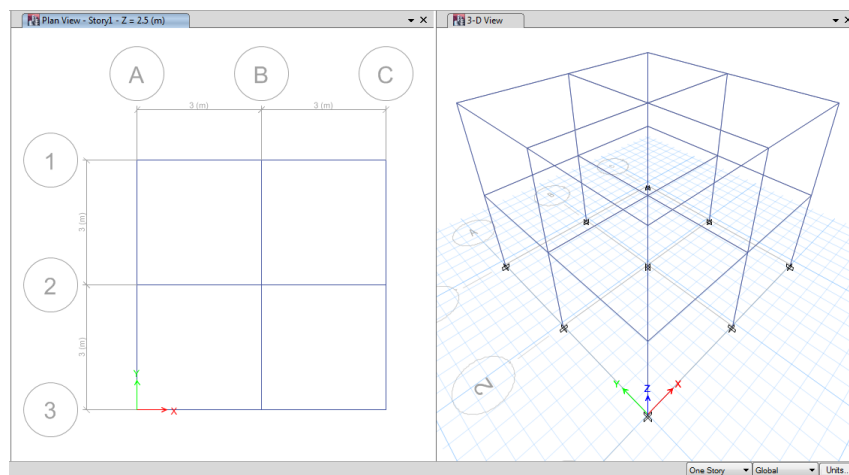 Plan View - Story1 - Z = 2.5 (m)
3-D View
A
B
C
3 (m)
3 (m)
1
2
3
3 (m)
3 (m)
Y
X
A
2
Y
Z
X
One Story
Global
Units...